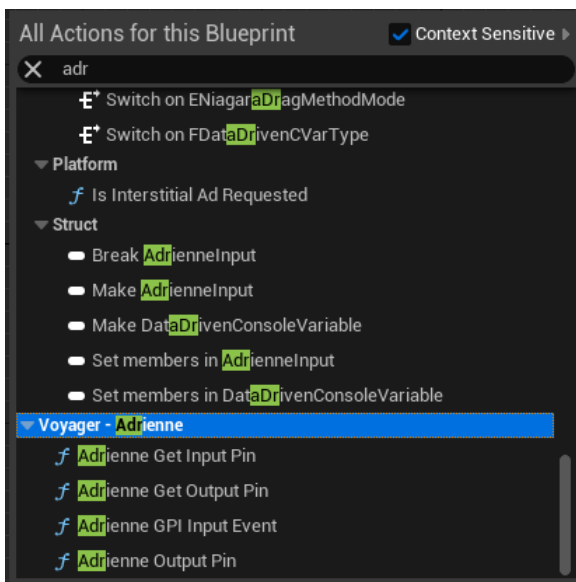 All Actions for this Blueprint Context Sensitive
adr
Switch on ENiagaraDragMethodMode
Switch on FDataDrivenCVarType
Platform
Is Interstitial Ad Requested
Struct
Break AdrienneInput
Make AdrienneInput
Make DataDrivenConsoleVariable
Set members in AdrienneInput
Set members in DataDrivenConsoleVariable
Voyager - Adrienne
Adrienne Get Input Pin
Adrienne Get Output Pin
Adrienne GPI Input Event
Adrienne Output Pin